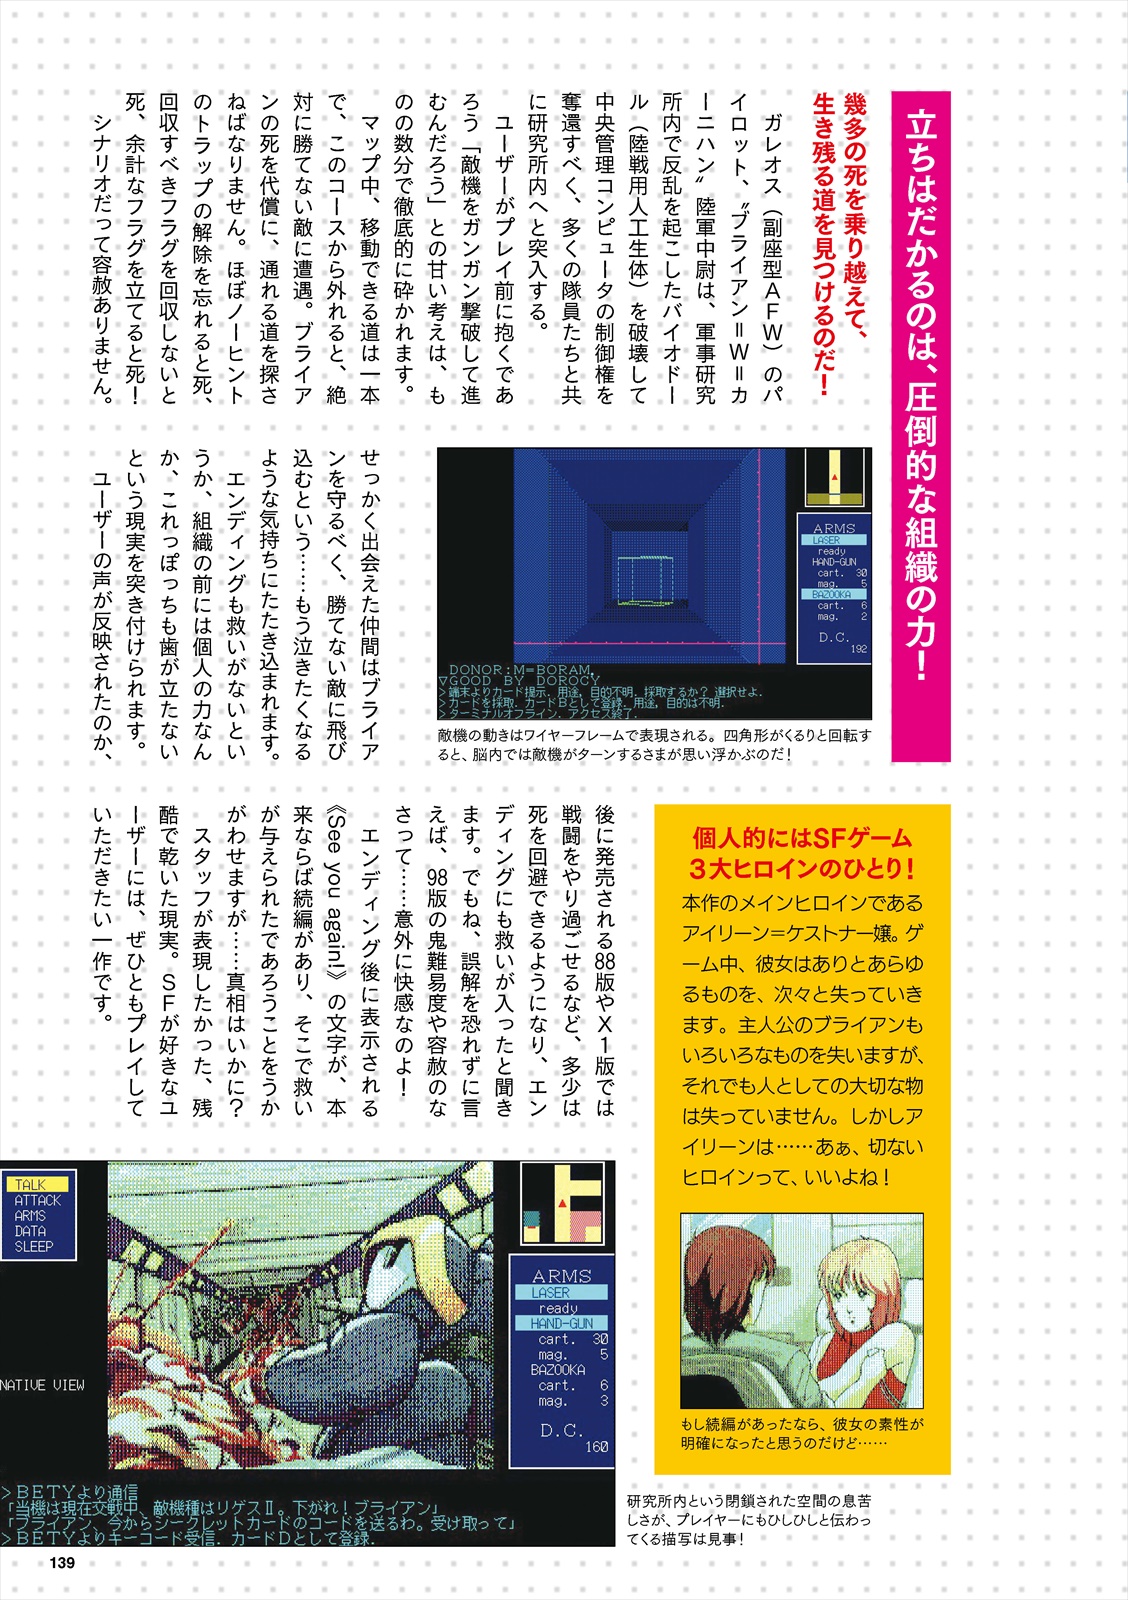 立ちはだかるのは、圧倒的な組織の力！
幾多の死を乗り越えて、
生き残る道を見つけるのだ！
ガレオス（副座型ＡＦＷ）のパ
イロット、〝ブライアン＝Ｗ＝カ
ーニハン〟陸軍中尉は、軍事研究
所内で反乱を起こしたバイオドー
ル（陸戦用人工生体）を破壊して
中央管理コンピュータの制御権を
奪還すべく、多くの隊員たちと共
に研究所内へと突入する。
ユーザーがプレイ前に抱くであ
ろう「敵機をガンガン撃破して進
むんだろう」との甘い考えは、も
のの数分で徹底的に砕かれます。
マップ中、移動できる道は一本
で、このコースから外れると、絶
対に勝てない敵に遭遇。ブライア
ンの死を代償に、通れる道を探さ
ねばなりません。ほぼノーヒント
のトラップの解除を忘れると死、
回収すべきフラグを回収しないと
死、余計なフラグを立てると死！
シナリオだって容赦ありません。
ARMS
LASER
ready
HAND-GUN
cart. 30
mag. 5
BAZOOKA
cart. 6
mag. 2
D.C.
192
DONOR:M=BORAM,
▽GOOD BY DOROCY
>端末よりカード提示．用途，目的不明．採取するか？ 選択せよ．
>カードを採取．カードBとして登録．用途，目的は不明．
>ターミナルオフライン．アクセス終了．
敵機の動きはワイヤーフレームで表現される。四角形がくるりと回転す
ると、脳内では敵機がターンするさまが思い浮かぶのだ！
せっかく出会えた仲間はブライア
ンを守るべく、勝てない敵に飛び
込むという……もう泣きたくなる
ような気持ちにたたき込まれます。
エンディングも救いがないとい
うか、組織の前には個人の力なん
か、これっぽっちも歯が立たない
という現実を突き付けられます。
ユーザーの声が反映されたのか、
後に発売される88版やＸ１版では
戦闘をやり過ごせるなど、多少は
死を回避できるようになり、エン
ディングにも救いが入ったと聞き
ます。でもね、誤解を恐れずに言
えば、98版の鬼難易度や容赦のな
さって……意外に快感なのよ！
エンディング後に表示される
《See you again!》の文字が、本
来ならば続編があり、そこで救い
が与えられたであろうことをうか
がわせますが……真相はいかに？
スタッフが表現したかった、残
酷で乾いた現実。ＳＦが好きなユ
ーザーには、ぜひともプレイして
いただきたい一作です。
個人的にはSFゲーム
３大ヒロインのひとり！
本作のメインヒロインである
アイリーン＝ケストナー嬢。ゲ
ーム中、彼女はありとあらゆ
るものを、次々と失っていき
ます。主人公のブライアンも
いろいろなものを失いますが、
それでも人としての大切な物
は失っていません。しかしア
イリーンは……あぁ、切ない
ヒロインって、いいよね！
もし続編があったなら、彼女の素性が
明確になったと思うのだけど……
TALK
ATTACK
ARMS
DATA
SLEEP
NATIVE VIEW
ARMS
LASER
ready
HAND-GUN
cart. 30
mag. 5
BAZOOKA
cart. 6
mag. 3
D.C.
160
>BETYより通信
「当機は現在交戦中，敵機種はリゲスⅡ。下がれ！ブライアン」
「ブライアン，今からシークレットカードのコードを送るわ。受け取って」
>BETYよりキーコード受信．カードDとして登録．
研究所内という閉鎖された空間の息苦
しさが、プレイヤーにもひしひしと伝わっ
てくる描写は見事！
139